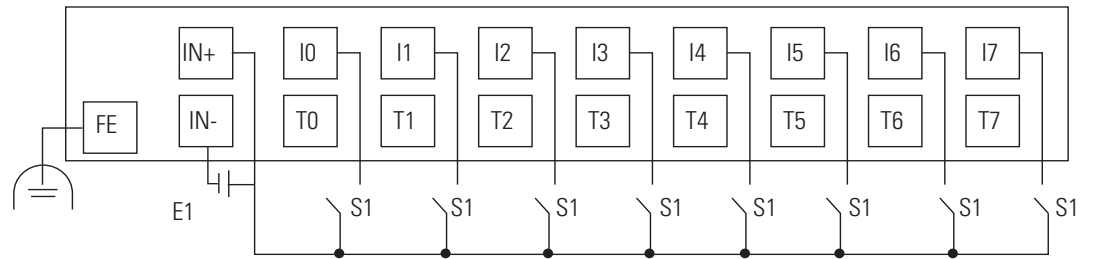 IN+ I0 I1 I2 I3 I4 I5 I6 I7
FE IN- T0 T1 T2 T3 T4 T5 T6 T7
E1 S1 S1 S1 S1 S1 S1 S1 S1